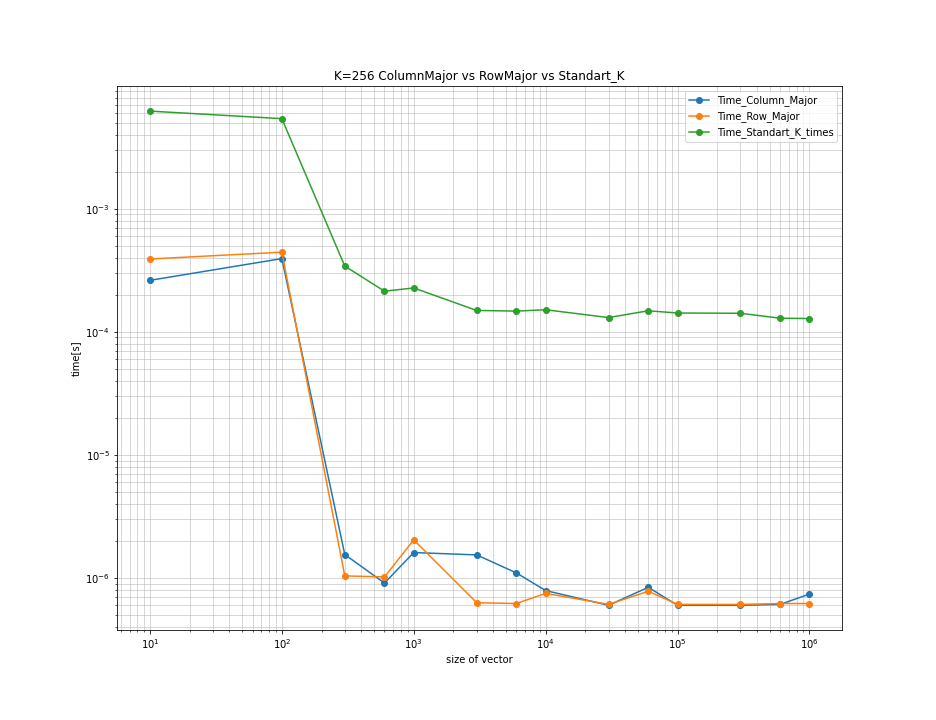 K=256 ColumnMajor vs RowMajor vs Standart_K
Time_Column_Major
Time_Row_Major
Time_Standart_K_times
10⁻³
10⁻⁴
10⁻⁵
10⁻⁶
time[s]
10¹ 10² 10³ 10⁴ 10⁵ 10⁶
size of vector